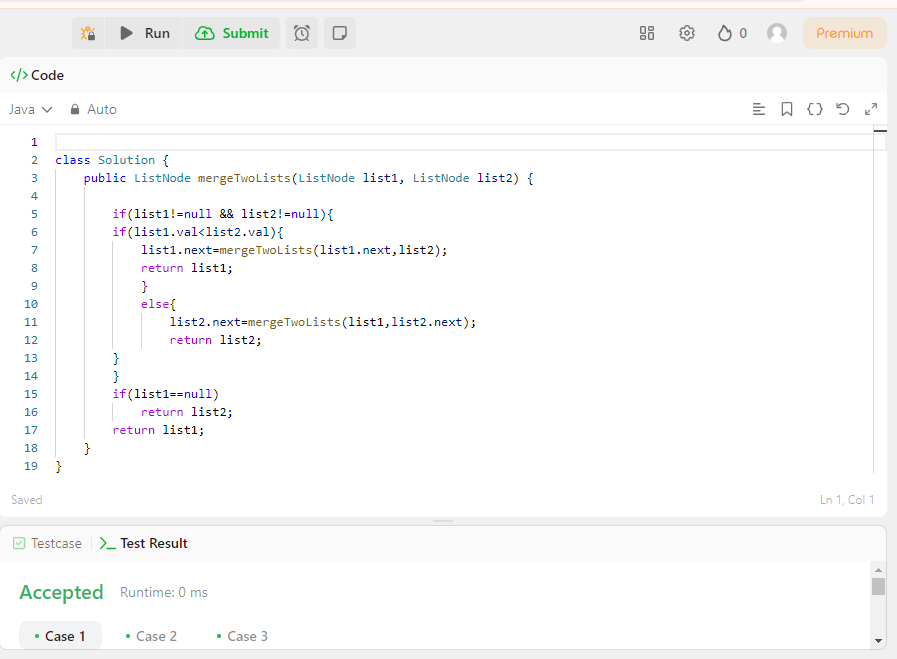 Run Submit 0 Premium
</> Code
Java Auto
1
2 class Solution {
3 public ListNode mergeTwoLists(ListNode list1, ListNode list2) {
4
5 if(list1!=null && list2!=null){
6 if(list1.val<list2.val){
7 list1.next=mergeTwoLists(list1.next,list2);
8 return list1;
9 }
10 else{
11 list2.next=mergeTwoLists(list1,list2.next);
12 return list2;
13 }
14 }
15 if(list1==null)
16 return list2;
17 return list1;
18 }
19 }
Saved Ln 1, Col 1
Testcase >_ Test Result
Accepted Runtime: 0 ms
• Case 1 • Case 2 • Case 3